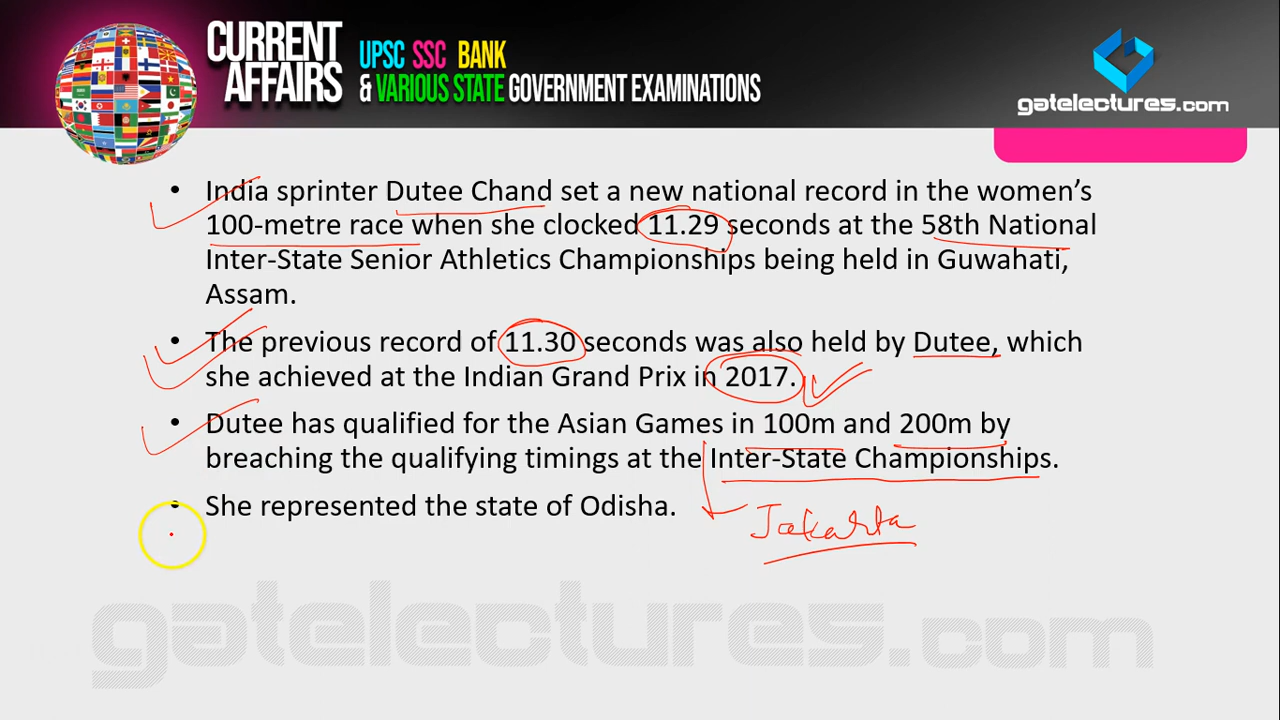 CURRENT
AFFAIRS
UPSC SSC BANK
& VARIOUS STATE GOVERNMENT EXAMINATIONS
gatelectures.com
• India sprinter Dutee Chand set a new national record in the women's
100-metre race when she clocked 11.29 seconds at the 58th National
Inter-State Senior Athletics Championships being held in Guwahati,
Assam.
• The previous record of 11.30 seconds was also held by Dutee, which
she achieved at the Indian Grand Prix in 2017.
• Dutee has qualified for the Asian Games in 100m and 200m by
breaching the qualifying timings at the Inter-State Championships.
• She represented the state of Odisha.
Jakarta
gatelectures.com